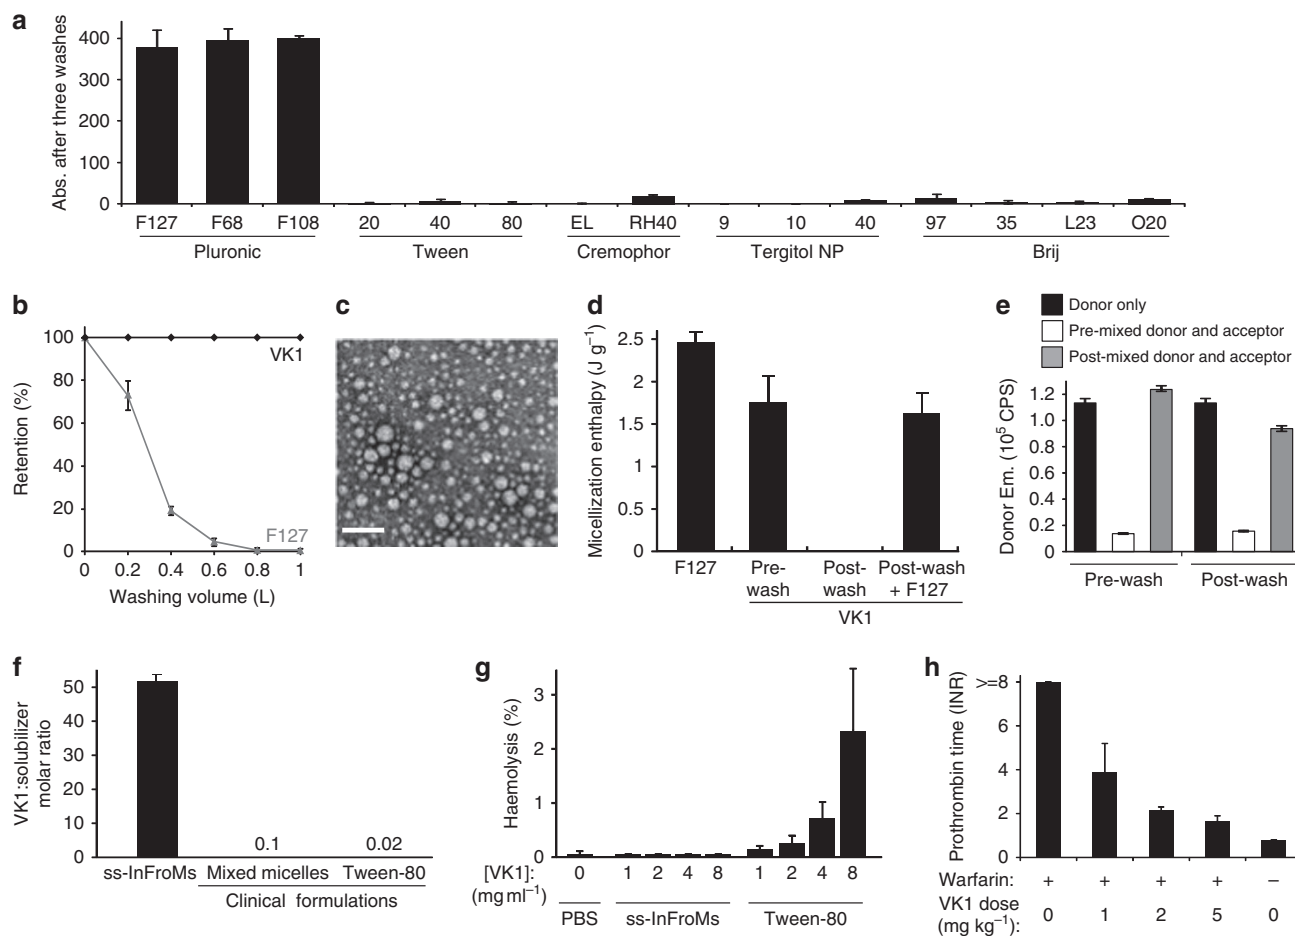 a
Abs. after three washes
400
300
200
100
0
F127 F68 F108 20 40 80 EL RH40 9 10 40 97 35 L23 O20
Pluronic Tween Cremophor Tergitol NP Brij
b
Retention (%)
100
80
60
40
20
0
VK1
F127
0 0.2 0.4 0.6 0.8 1
Washing volume (L)
c
d
Micellization enthalpy (J g⁻¹)
2.5
2
1.5
1
0.5
0
F127 Pre-wash Post-wash Post-wash + F127
VK1
e
Donor only
Pre-mixed donor and acceptor
Post-mixed donor and acceptor
Donor Em. (10⁵ CPS)
1.2
1.0
0.8
0.6
0.4
0.2
0
Pre-wash Post-wash
f
VK1:solubilizer
molar ratio
50
40
30
20
10
0
0.1 0.02
ss-InFroMs Mixed micelles Tween-80
Clinical formulations
g
Haemolysis (%)
3
2
1
0
[VK1]: 0 1 2 4 8 1 2 4 8
(mg ml⁻¹)
PBS ss-InFroMs Tween-80
h
Prothrombin time (INR)
>=8
6
4
2
0
Warfarin: + + + + −
VK1 dose
(mg kg⁻¹): 0 1 2 5 0